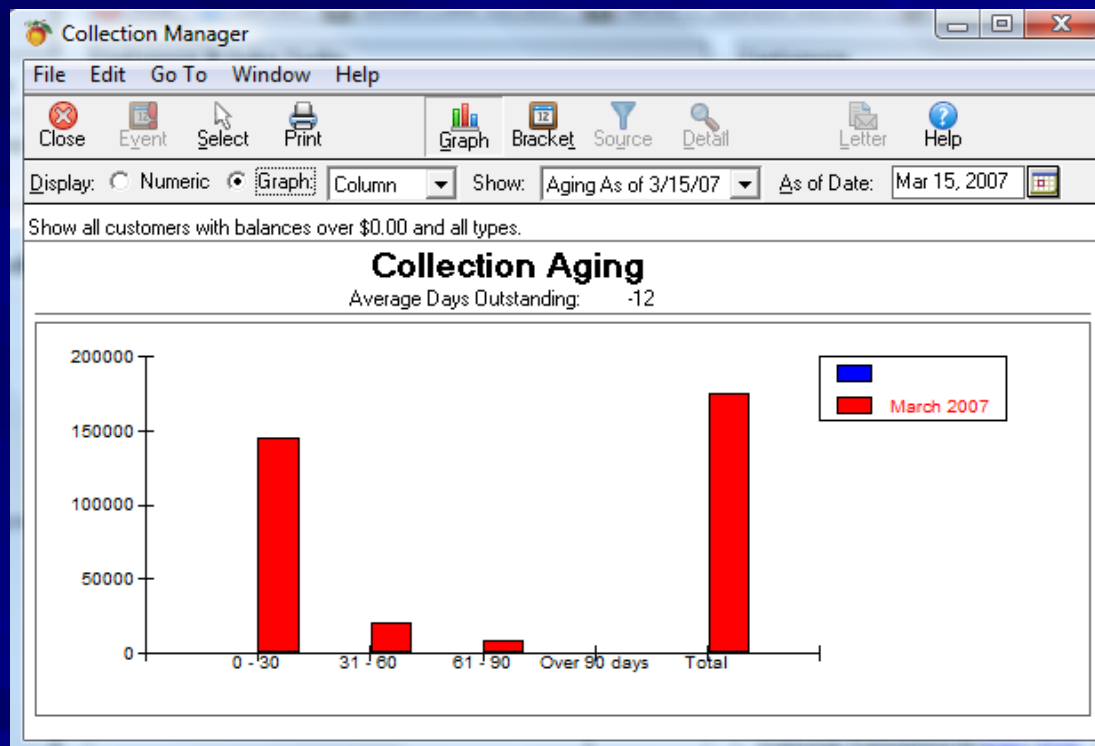 Collection Manager
File Edit Go To Window Help
Close Event Select Print Graph Bracket Source Detail Letter Help
Display: Numeric Graph: Column Show: Aging As of 3/15/07 As of Date: Mar 15, 2007
Show all customers with balances over $0.00 and all types.
Collection Aging
Average Days Outstanding: -12
200000
March 2007
150000
100000
50000
0
0 - 30 31 - 60 61 - 90 Over 90 days Total